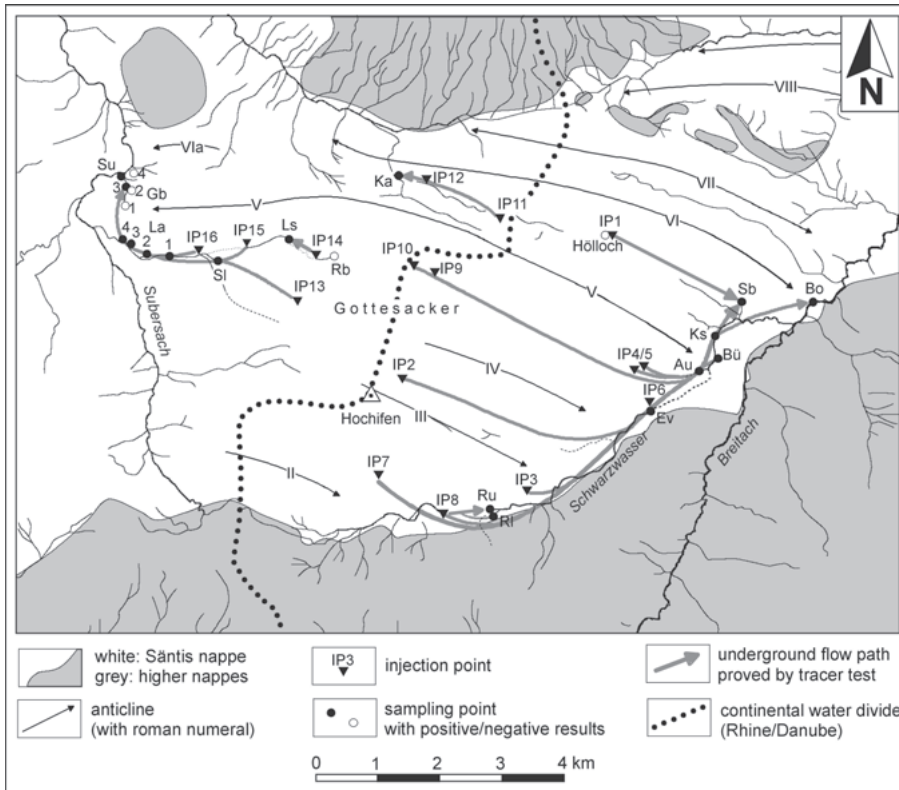 N
VIII
VIa
VII
Su
4
3
2
Gb
1
Ka
IP12
V
VI
IP11
4
3
La
2
1
IP16
IP15
Ls
IP14
Rb
IP1
Hölloch
Sl
IP13
IP10
IP9
V
Sb
Bo
Gottesacker
Subersach
Ks
Bü
IP4/5
Au
IP2
IV
IP6
Ev
Hochifen
III
Schwarzwasser
Breitach
II
IP7
IP3
IP8
Ru
Rl
white: Säntis nappe
grey: higher nappes
IP3
injection point
underground flow path
proved by tracer test
anticline
(with roman numeral)
sampling point
with positive/negative results
continental water divide
(Rhine/Danube)
0 1 2 3 4 km